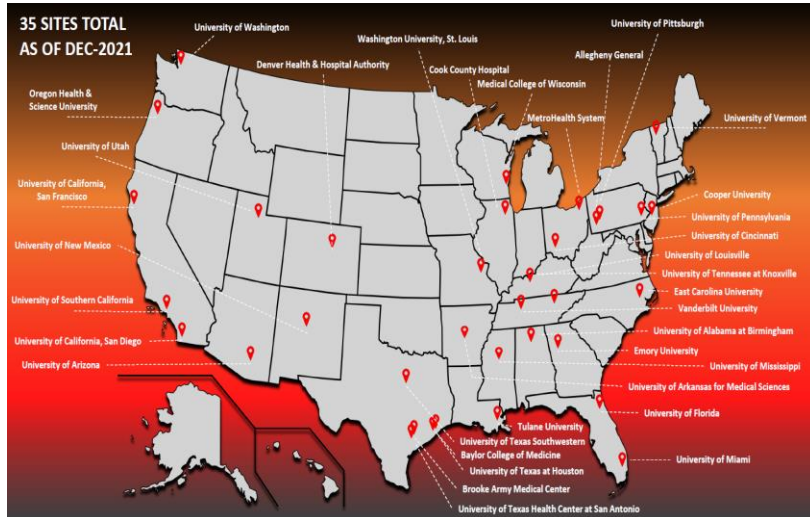 35 SITES TOTAL
AS OF DEC-2021
University of Washington
Denver Health & Hospital Authority
Oregon Health &
Science University
University of Utah
University of California,
San Francisco
University of New Mexico
University of Southern California
University of California, San Diego
University of Arizona
Washington University, St. Louis
Cook County Hospital
Medical College of Wisconsin
MetroHealth System
Allegheny General
University of Pittsburgh
University of Vermont
Cooper University
University of Pennsylvania
University of Cincinnati
University of Louisville
University of Tennessee at Knoxville
East Carolina University
Vanderbilt University
University of Alabama at Birmingham
Emory University
University of Mississippi
University of Arkansas for Medical Sciences
University of Florida
Tulane University
University of Texas Southwestern
Baylor College of Medicine
University of Texas at Houston
University of Miami
Brooke Army Medical Center
University of Texas Health Center at San Antonio